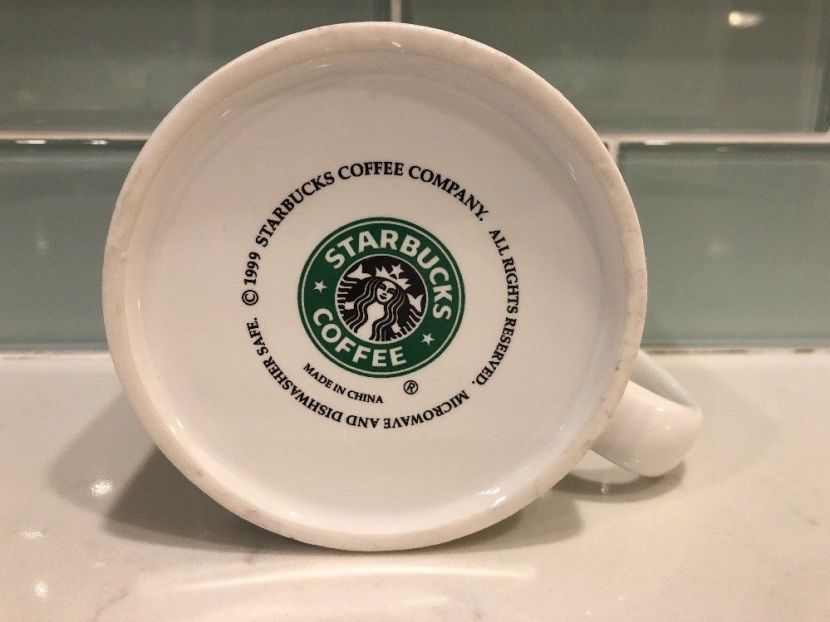 © 1999 STARBUCKS COFFEE COMPANY. ALL RIGHTS RESERVED. MICROWAVE AND DISHWASHER SAFE.
STARBUCKS
COFFEE
MADE IN CHINA
®